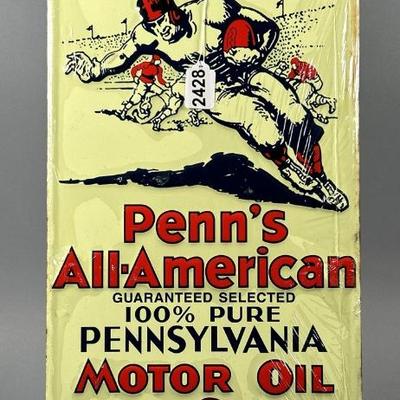 2428
Penn's
All-American
GUARANTEED SELECTED
100% PURE
PENNSYLVANIA
MOTOR OIL